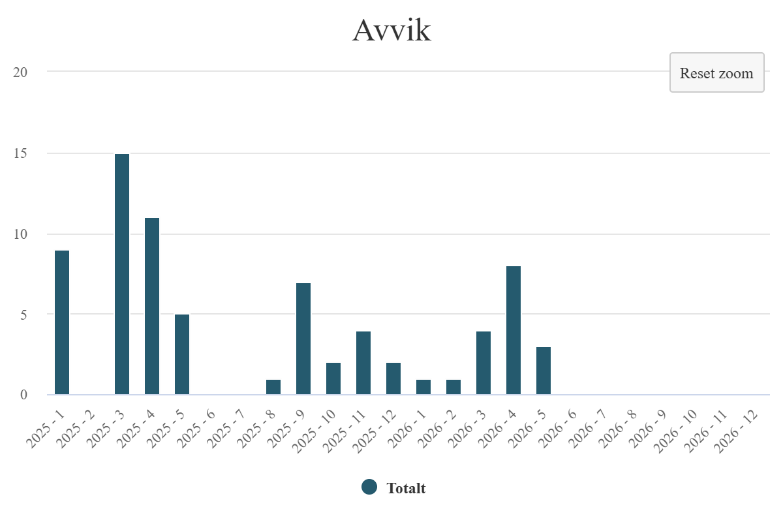 Avvik
Reset zoom
20
15
10
5
0
2025 - 1
2025 - 2
2025 - 3
2025 - 4
2025 - 5
2025 - 6
2025 - 7
2025 - 8
2025 - 9
2025 - 10
2025 - 11
2025 - 12
2026 - 1
2026 - 2
2026 - 3
2026 - 4
2026 - 5
2026 - 6
2026 - 7
2026 - 8
2026 - 9
2026 - 10
2026 - 11
2026 - 12
Totalt